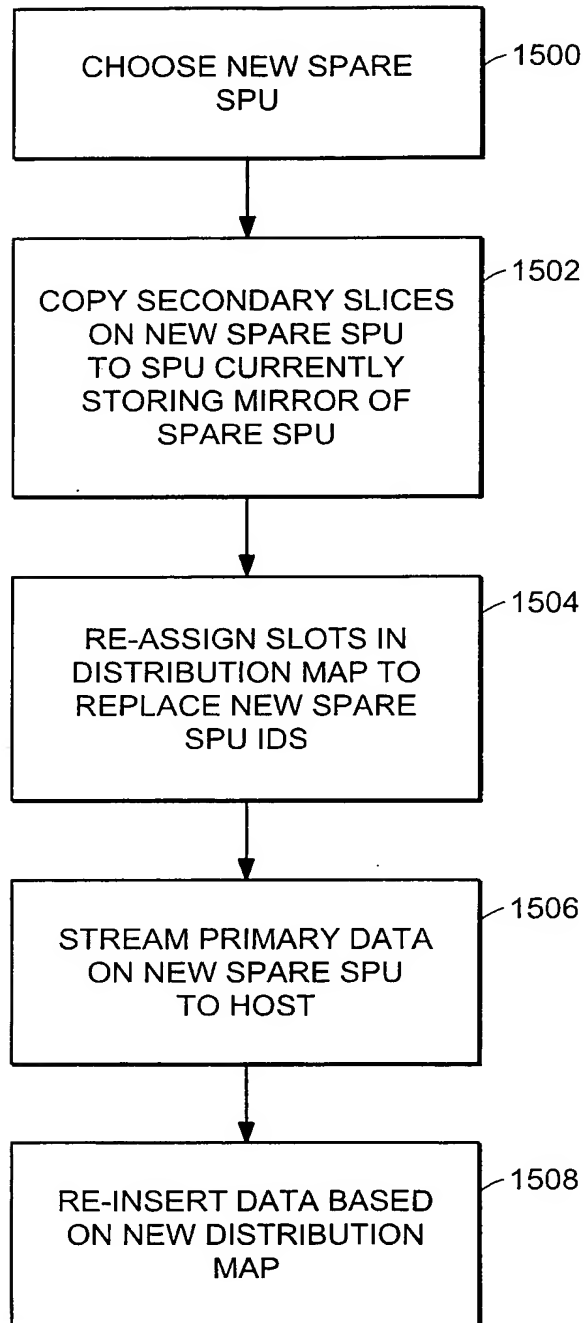 CHOOSE NEW SPARE
SPU
1500
COPY SECONDARY SLICES
ON NEW SPARE SPU
TO SPU CURRENTLY
STORING MIRROR OF
SPARE SPU
1502
RE-ASSIGN SLOTS IN
DISTRIBUTION MAP TO
REPLACE NEW SPARE
SPU IDS
1504
STREAM PRIMARY DATA
ON NEW SPARE SPU
TO HOST
1506
RE-INSERT DATA BASED
ON NEW DISTRIBUTION
MAP
1508